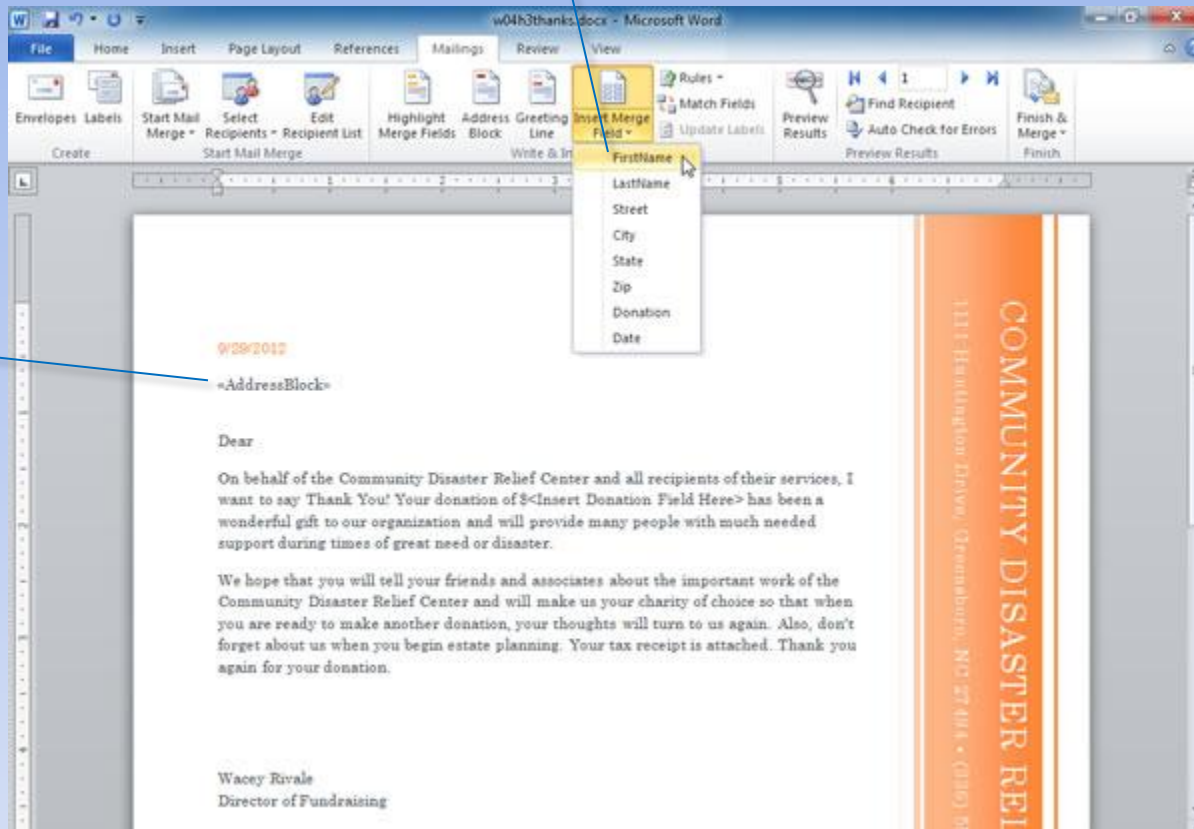 w04h3thanks.docx - Microsoft Word
File Home Insert Page Layout References Mailings Review View
Envelopes Labels Start Mail Merge Select Recipients Edit Recipient List Highlight Merge Fields Address Block Greeting Line Insert Merge Field Rules Match Fields Update Labels Preview Results 1 Find Recipient Auto Check for Errors Finish & Merge
Create Start Mail Merge Write & In Preview Results Finish
FirstName
LastName
Street
City
State
Zip
Donation
Date
9/29/2012
«AddressBlock»
Dear
On behalf of the Community Disaster Relief Center and all recipients of their services, I
want to say Thank You! Your donation of $<Insert Donation Field Here> has been a
wonderful gift to our organization and will provide many people with much needed
support during times of great need or disaster.
We hope that you will tell your friends and associates about the important work of the
Community Disaster Relief Center and will make us your charity of choice so that when
you are ready to make another donation, your thoughts will turn to us again. Also, don't
forget about us when you begin estate planning. Your tax receipt is attached. Thank you
again for your donation.
Wacey Rivale
Director of Fundraising
COMMUNITY DISASTER REL
1111 Huntington Drive, Greensboro, NC 27484 • (336) 5